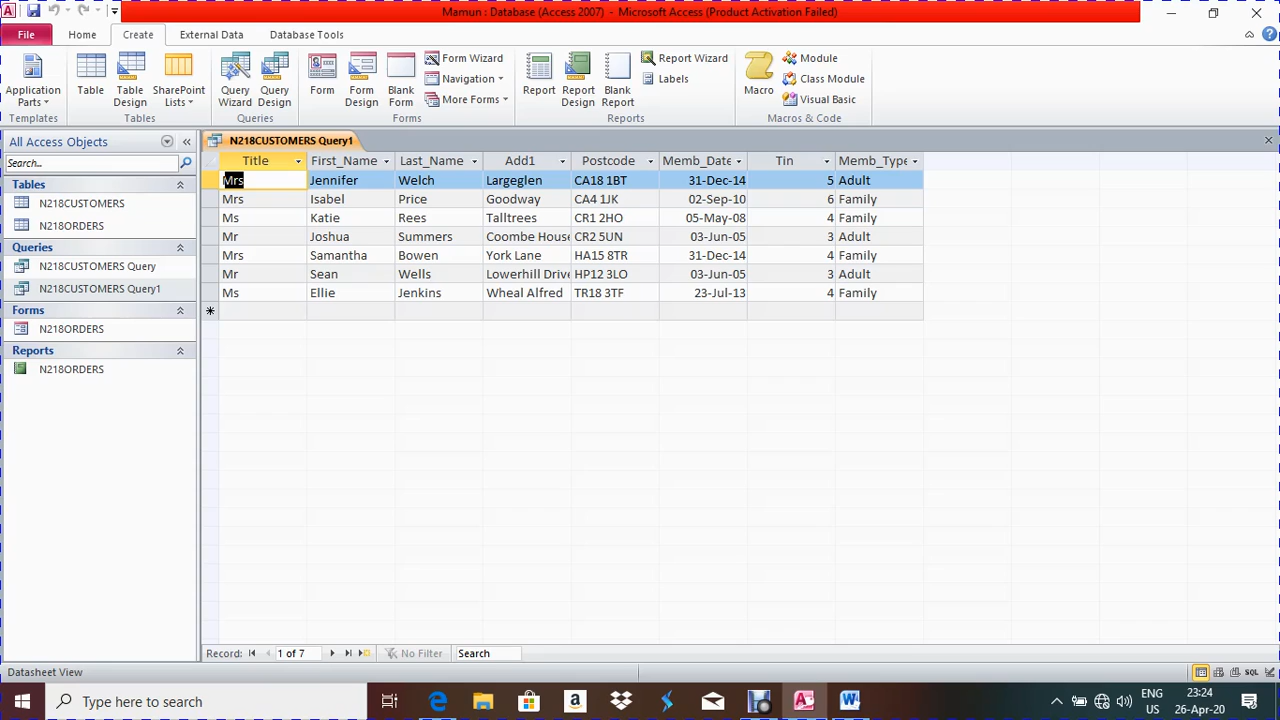 Mamun : Database (Access 2007) - Microsoft Access (Product Activation Failed)
File Home Create External Data Database Tools
Application Parts Table Table Design SharePoint Lists Query Wizard Query Design Form Form Design Blank Form Form Wizard Navigation More Forms Report Report Design Blank Report Report Wizard Labels Macro Module Class Module Visual Basic
Templates Tables Queries Forms Reports Macros & Code
All Access Objects
Search...
Tables
N218CUSTOMERS
N218ORDERS
Queries
N218CUSTOMERS Query
N218CUSTOMERS Query1
Forms
N218ORDERS
Reports
N218ORDERS
N218CUSTOMERS Query1
Title First_Name Last_Name Add1 Postcode Memb_Date Tin Memb_Type
Mrs Jennifer Welch Largeglen CA18 1BT 31-Dec-14 5 Adult
Mrs Isabel Price Goodway CA4 1JK 02-Sep-10 6 Family
Ms Katie Rees Talltrees CR1 2HO 05-May-08 4 Family
Mr Joshua Summers Coombe House CR2 5UN 03-Jun-05 3 Adult
Mrs Samantha Bowen York Lane HA15 8TR 31-Dec-14 4 Family
Mr Sean Wells Lowerhill Drive HP12 3LO 03-Jun-05 3 Adult
Ms Ellie Jenkins Wheal Alfred TR18 3TF 23-Jul-13 4 Family
Record: 1 of 7 No Filter Search
Datasheet View SQL
Type here to search
ENG 23:24
US 26-Apr-20